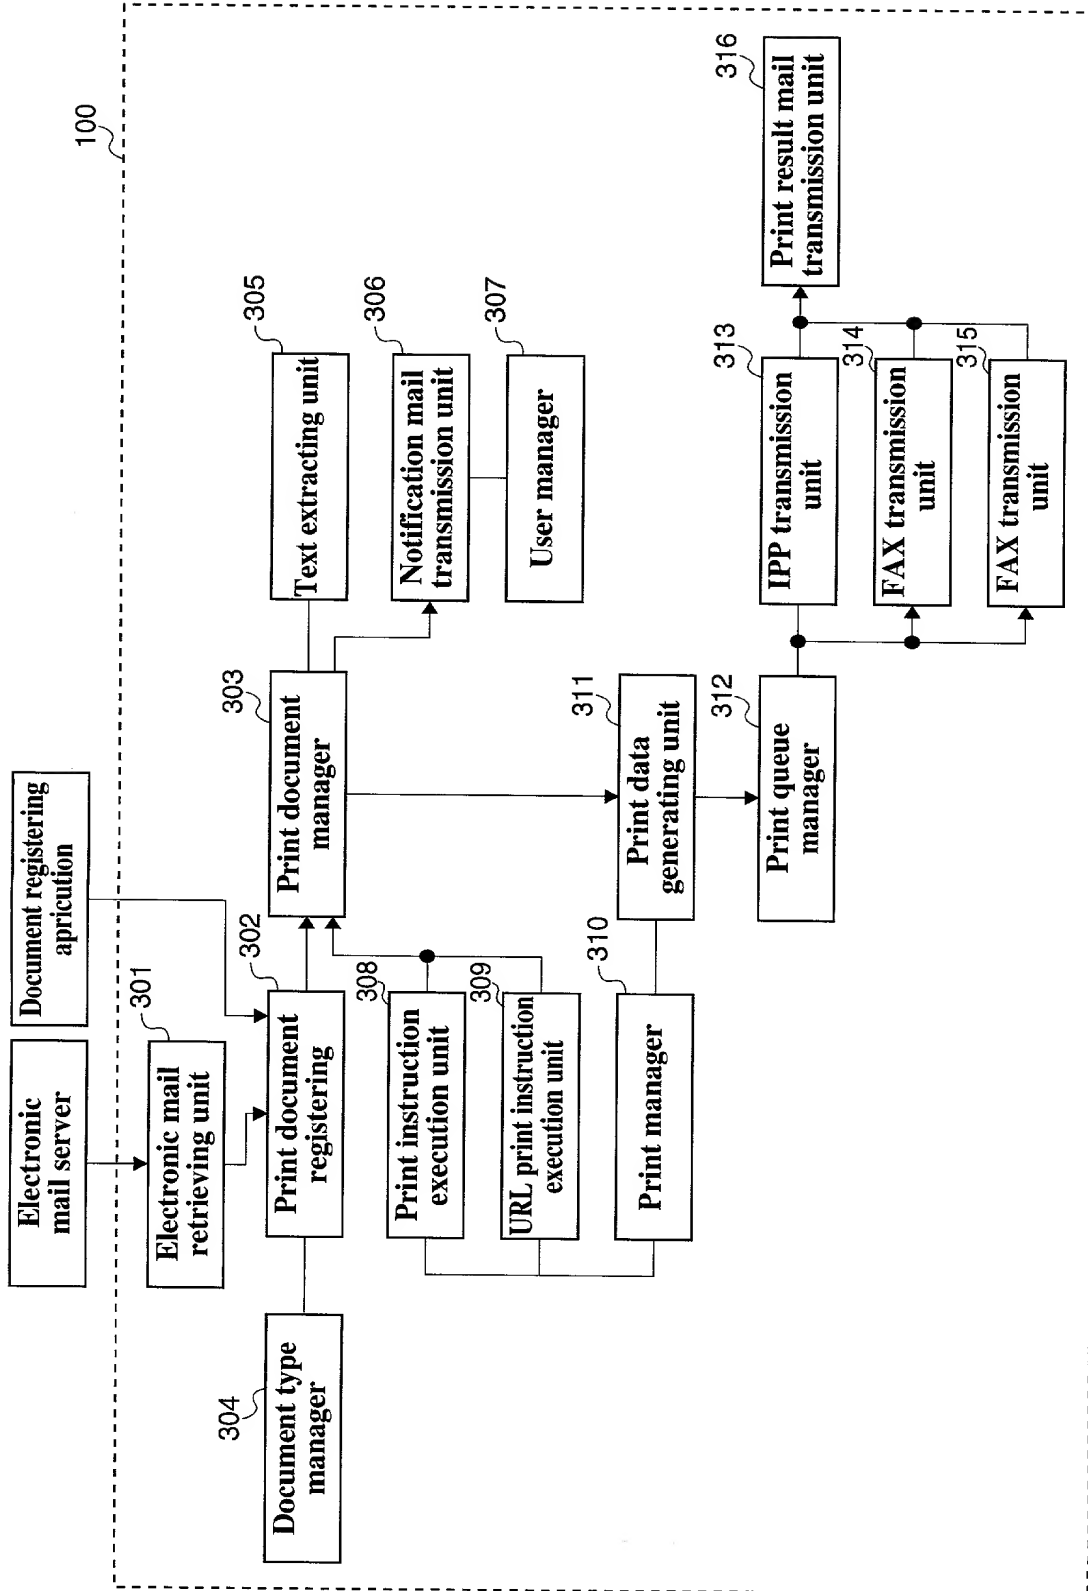 100
Electronic
mail server
Document registering
apricution
301
Electronic mail
retrieving unit
304
Document type
manager
302
Print document
registering
303
Print document
manager
305
Text extracting unit
306
Notification mail
transmission unit
307
User manager
308
Print instruction
execution unit
309
URL print instruction
execution unit
310
Print manager
311
Print data
generating unit
312
Print queue
manager
313
IPP transmission
unit
314
FAX transmission
unit
315
FAX transmission
unit
316
Print result mail
transmission unit